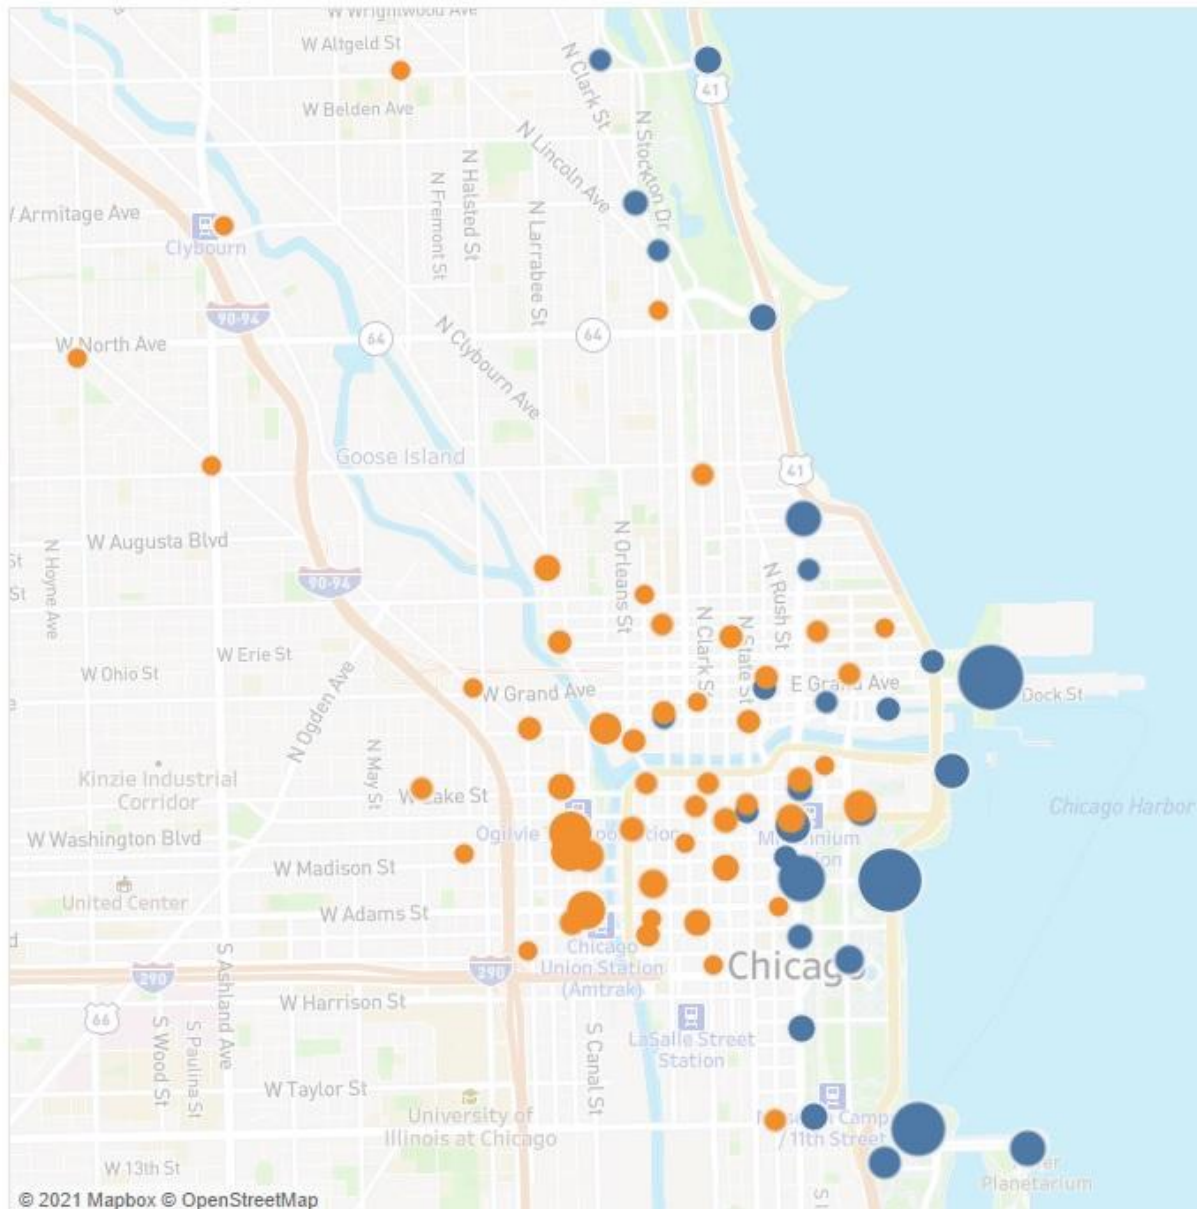 W Wrightwood Ave
W Altgeld St
N Clark St
41
W Belden Ave
N Stockton Dr
N Lincoln Ave
N Halsted St
N Fremont St
N Larrabee St
Armitage Ave
Clybourn
90-94
64
64
W North Ave
N Clybourn Ave
Goose Island
41
W Augusta Blvd
N Orleans St
N Hoyne Ave
St
St
90-94
N Rush St
N Clark S
N State St
W Erie St
W Ohio St
W Grand Ave
E Grand Ave
Dock St
N Ogden Ave
N May St
Kinzie Industrial
Corridor
Chicago Harbor
W Washington Blvd
Ogilvie
W Madison St
United Center
W Adams St
Chicago
Union Station
(Amtrak)
Chicago
290
290
S Ashland Ave
W Harrison St
66
S Wood St
S Paulina St
S Canal St
LaSalle Street
Station
W Taylor St
University of
Illinois at Chicago
/ 11th Street
W 13th St
Planetarium
© 2021 Mapbox © OpenStreetMap